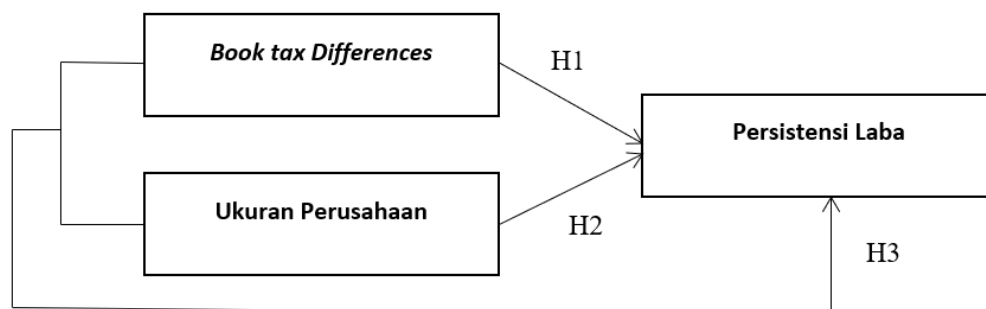 Book tax Differences
H1
Persistensi Laba
Ukuran Perusahaan
H2
H3